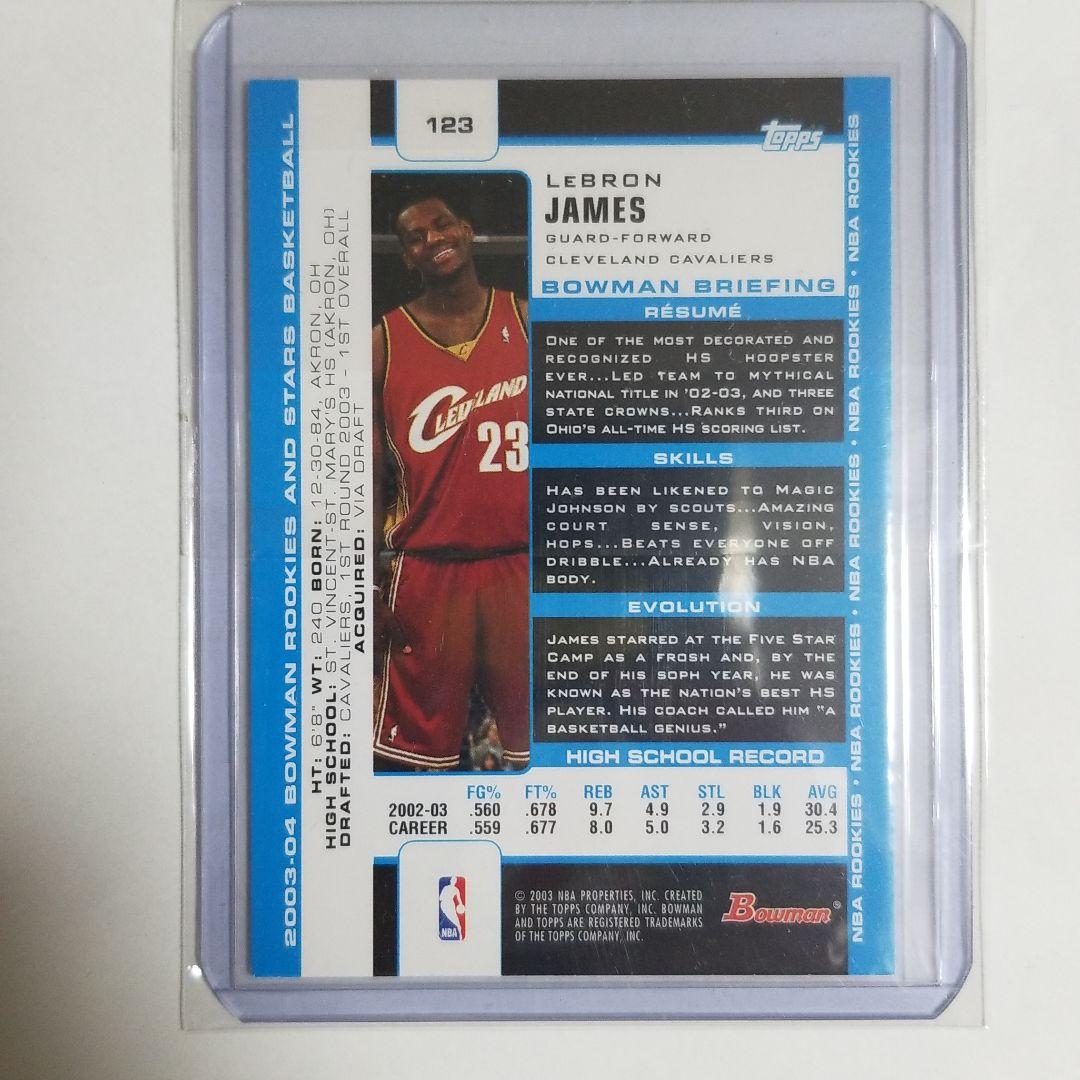 123
topps
LeBRON
JAMES
GUARD-FORWARD
CLEVELAND CAVALIERS
BOWMAN BRIEFING
RÉSUMÉ
ONE OF THE MOST DECORATED AND
RECOGNIZED HS HOOPSTER
EVER...LED TEAM TO MYTHICAL
NATIONAL TITLE IN '02-03, AND THREE
STATE CROWNS...RANKS THIRD ON
OHIO'S ALL-TIME HS SCORING LIST.
SKILLS
HAS BEEN LIKENED TO MAGIC
JOHNSON BY SCOUTS...AMAZING
COURT SENSE, VISION,
HOPS...BEATS EVERYONE OFF
DRIBBLE...ALREADY HAS NBA
BODY.
EVOLUTION
JAMES STARRED AT THE FIVE STAR
CAMP AS A FROSH AND, BY THE
END OF HIS SOPH YEAR, HE WAS
KNOWN AS THE NATION'S BEST HS
PLAYER. HIS COACH CALLED HIM "A
BASKETBALL GENIUS."
HIGH SCHOOL RECORD
FG% FT% REB AST STL BLK AVG
2002-03 .560 .678 9.7 4.9 2.9 1.9 30.4
CAREER .559 .677 8.0 5.0 3.2 1.6 25.3
© 2003 NBA PROPERTIES, INC. CREATED
BY THE TOPPS COMPANY, INC. BOWMAN
AND TOPPS ARE REGISTERED TRADEMARKS
OF THE TOPPS COMPANY, INC.
Bowman®
NBA
CLEVELAND
23
2003-04 BOWMAN ROOKIES AND STARS BASKETBALL
HT: 6'8" WT: 240 BORN: 12-30-84, AKRON, OH
HIGH SCHOOL: ST. VINCENT-ST. MARY'S HS (AKRON, OH)
DRAFTED: CAVALIERS, 1ST ROUND 2003 - 1ST OVERALL
ACQUIRED: VIA DRAFT
NBA ROOKIES • NBA ROOKIES • NBA ROOKIES • NBA ROOKIES • NBA ROOKIES